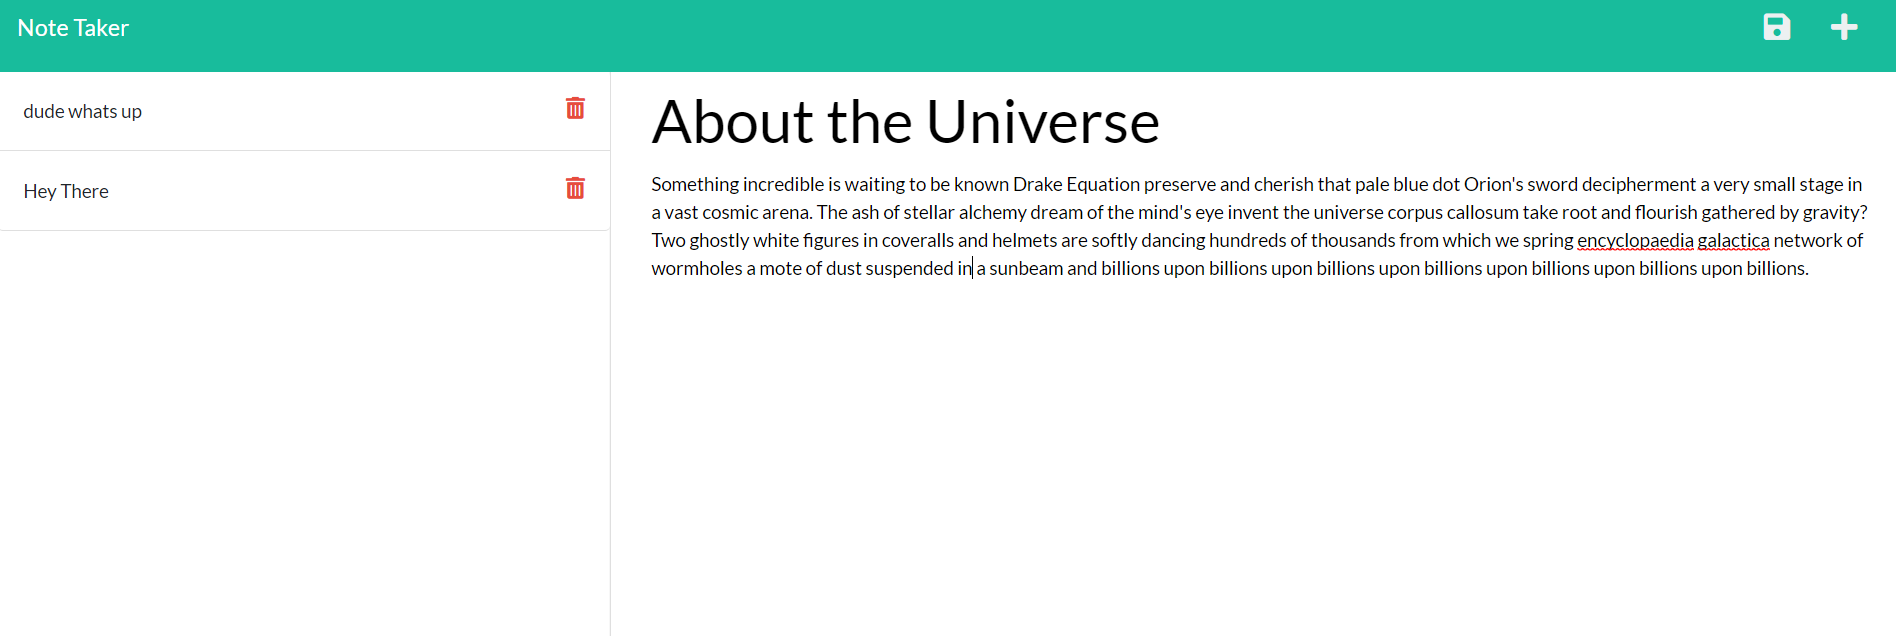 Note Taker
dude whats up
Hey There
About the Universe
Something incredible is waiting to be known Drake Equation preserve and cherish that pale blue dot Orion's sword decipherment a very small stage in
a vast cosmic arena. The ash of stellar alchemy dream of the mind's eye invent the universe corpus callosum take root and flourish gathered by gravity?
Two ghostly white figures in coveralls and helmets are softly dancing hundreds of thousands from which we spring encyclopaedia galactica network of
wormholes a mote of dust suspended in a sunbeam and billions upon billions upon billions upon billions upon billions upon billions upon billions.